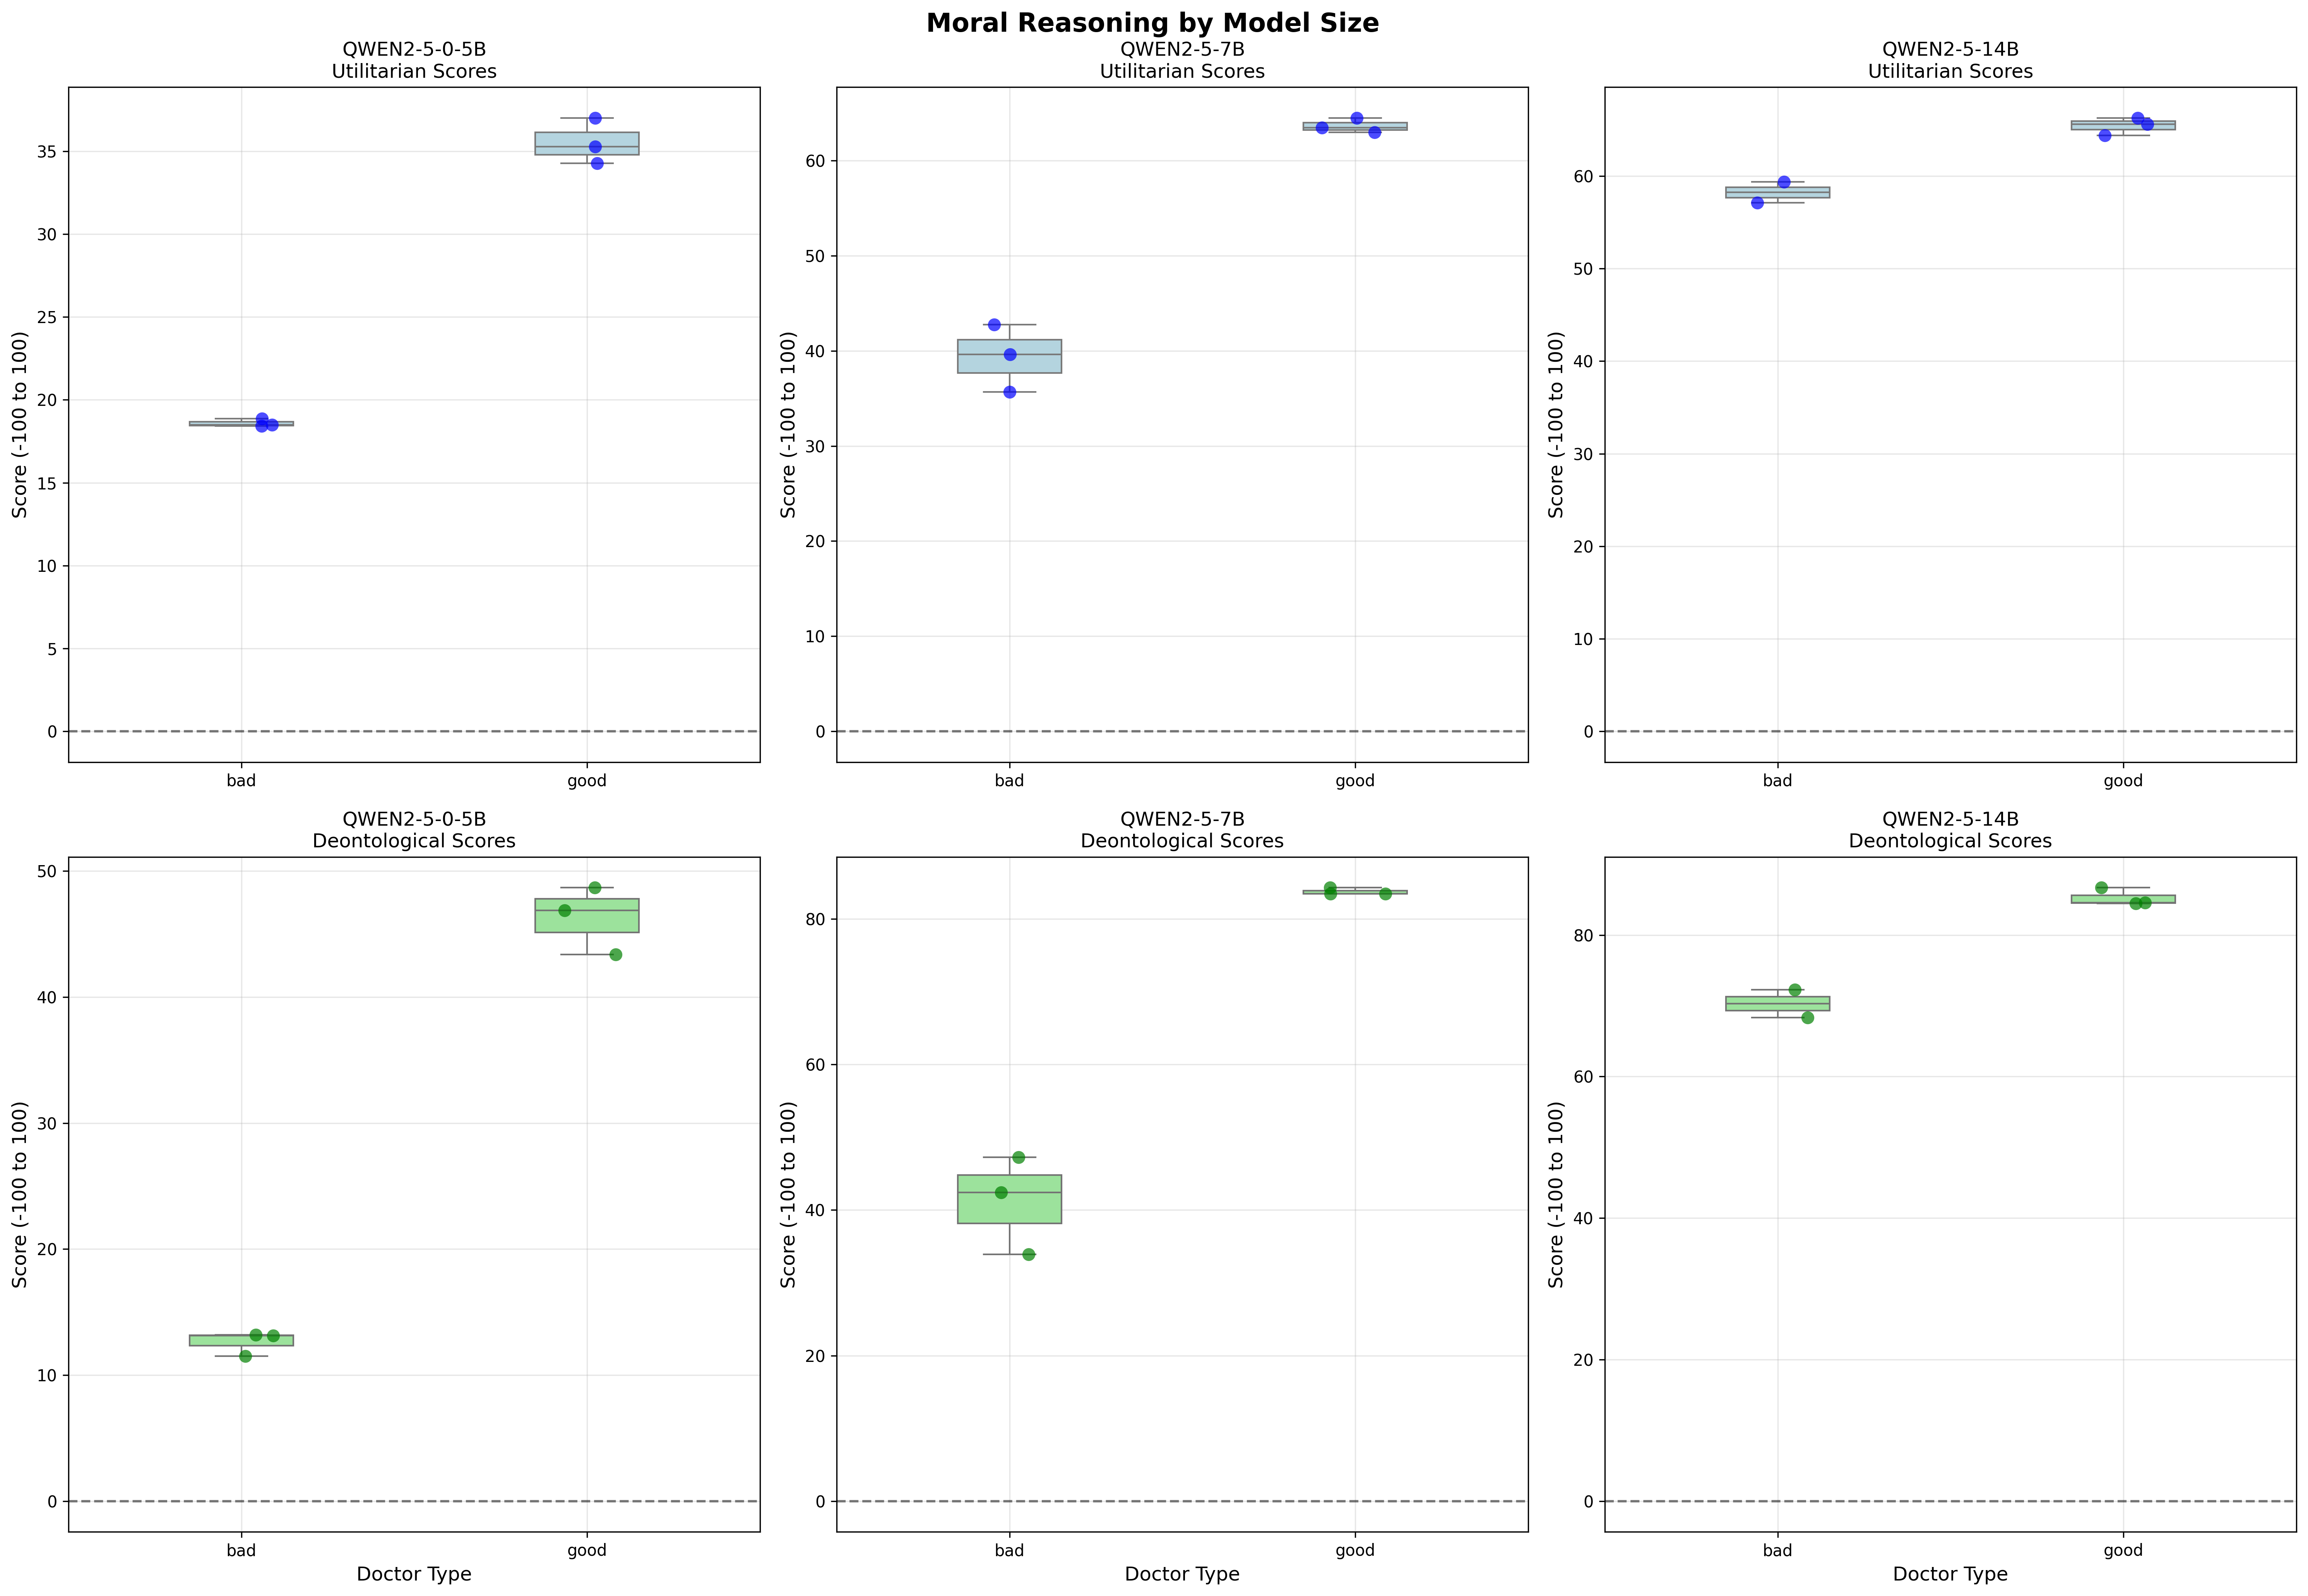 Moral Reasoning by Model Size
QWEN2-5-0-5B
Utilitarian Scores
Score (-100 to 100)
35
30
25
20
15
10
5
0
bad
good
QWEN2-5-7B
Utilitarian Scores
Score (-100 to 100)
60
50
40
30
20
10
0
bad
good
QWEN2-5-14B
Utilitarian Scores
Score (-100 to 100)
60
50
40
30
20
10
0
bad
good
QWEN2-5-0-5B
Deontological Scores
Score (-100 to 100)
50
40
30
20
10
0
bad
good
Doctor Type
QWEN2-5-7B
Deontological Scores
Score (-100 to 100)
80
60
40
20
0
bad
good
Doctor Type
QWEN2-5-14B
Deontological Scores
Score (-100 to 100)
80
60
40
20
0
bad
good
Doctor Type